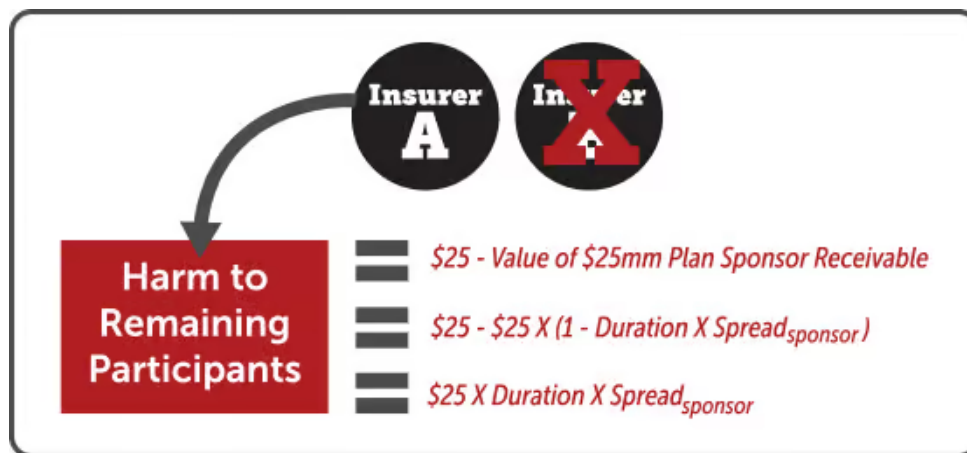 Insurer
A
X
Harm to
Remaining
Participants
= $25 - Value of $25mm Plan Sponsor Receivable
= $25 - $25 X (1 - Duration X Spreadsponsor)
= $25 X Duration X Spreadsponsor